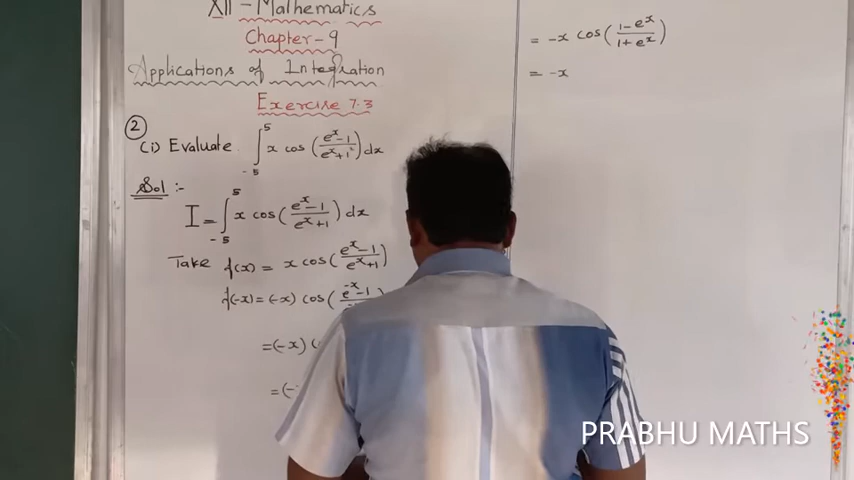 XII - Mathematics
Chapter - 9
Applications of Integration
Exercise 7.3
② (i) Evaluate ∫₋₅⁵ x cos((eˣ-1)/(eˣ+1)) dx
Sol :-
I = ∫₋₅⁵ x cos((eˣ-1)/(eˣ+1)) dx
Take f(x) = x cos((eˣ-1)/(eˣ+1))
f(-x) = (-x) cos(e⁻ˣ-1
= (-x)
= (-
= -x cos((1-eˣ)/(1+eˣ))
= -x
PRABHU MATHS